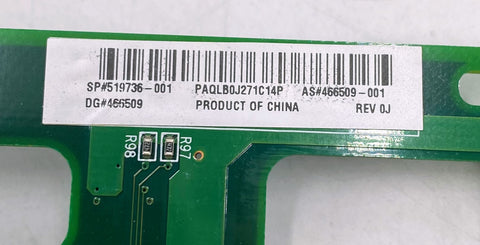 SP#519736-001 PAQLB0J271C14P AS#466509-001
DG#466509 PRODUCT OF CHINA REV 0J
R98 R97